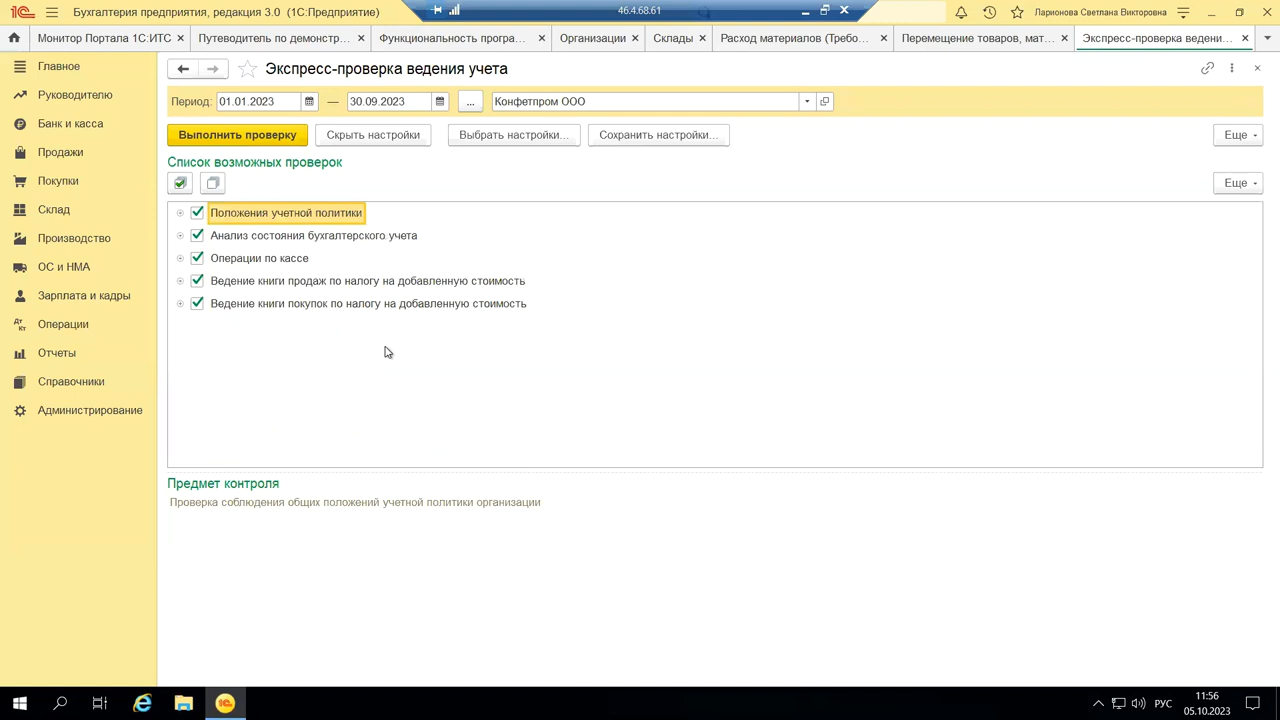 46.4.68.61
1С Бухгалтерия предприятия, редакция 3.0 (1С:Предприятие)
Ларионова Светлана Викторовна
Монитор Портала 1С:ИТС
Путеводитель по демонстр...
Функциональность програ...
Организации
Склады
Расход материалов (Требо...
Перемещение товаров, мат...
Экспресс-проверка ведени...
Главное
Руководителю
Банк и касса
Продажи
Покупки
Склад
Производство
ОС и НМА
Зарплата и кадры
Дт Кт Операции
Отчеты
Справочники
Администрирование
Экспресс-проверка ведения учета
Период: 01.01.2023 — 30.09.2023 ... Конфетпром ООО
Выполнить проверку Скрыть настройки Выбрать настройки... Сохранить настройки... Еще
Список возможных проверок
Еще
Положения учетной политики
Анализ состояния бухгалтерского учета
Операции по кассе
Ведение книги продаж по налогу на добавленную стоимость
Ведение книги покупок по налогу на добавленную стоимость
Предмет контроля
Проверка соблюдения общих положений учетной политики организации
1С
РУС
11:56
05.10.2023